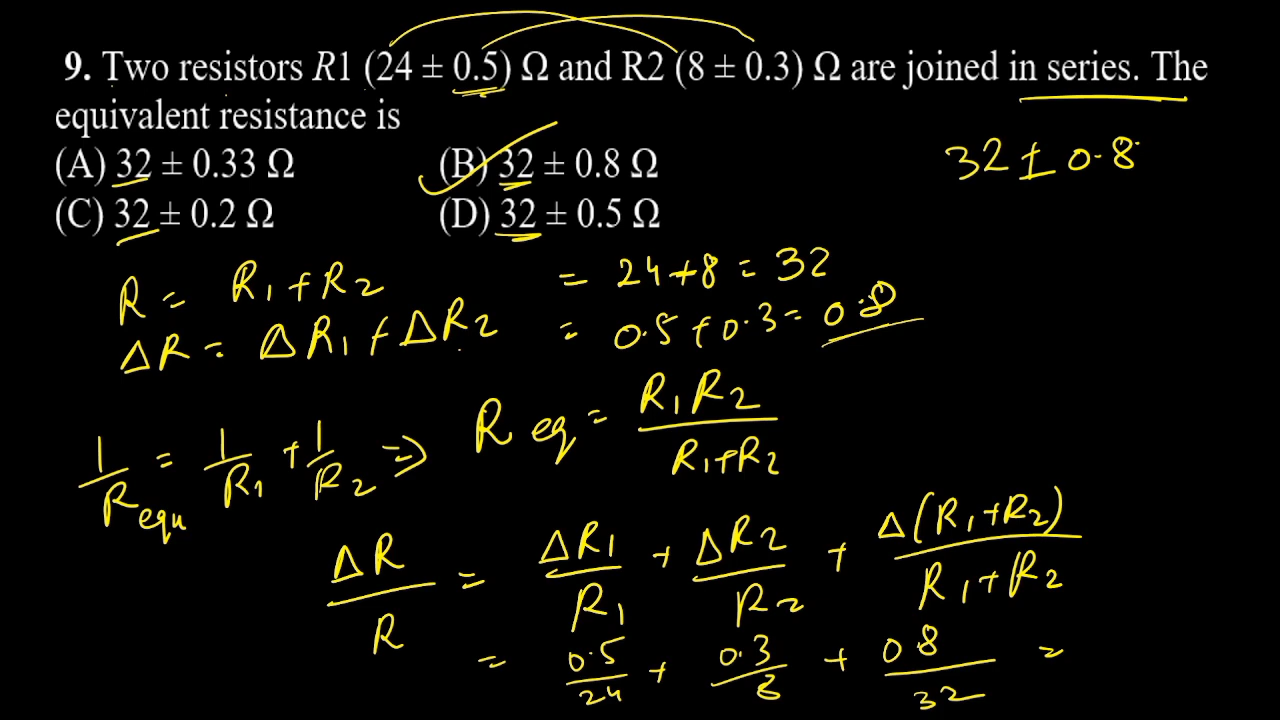 9. Two resistors R1 (24 ± 0.5) Ω and R2 (8 ± 0.3) Ω are joined in series. The
equivalent resistance is
(A) 32 ± 0.33 Ω (B) 32 ± 0.8 Ω
(C) 32 ± 0.2 Ω (D) 32 ± 0.5 Ω
32 ± 0.8
R = R1 + R2 = 24 + 8 = 32
ΔR = ΔR1 + ΔR2 = 0.5 + 0.3 = 0.8
1/Requ = 1/R1 + 1/R2 ⇒ Req = R1R2/R1+R2
ΔR/R = ΔR1/R1 + ΔR2/R2 + Δ(R1+R2)/R1+R2
= 0.5/24 + 0.3/8 + 0.8/32 =